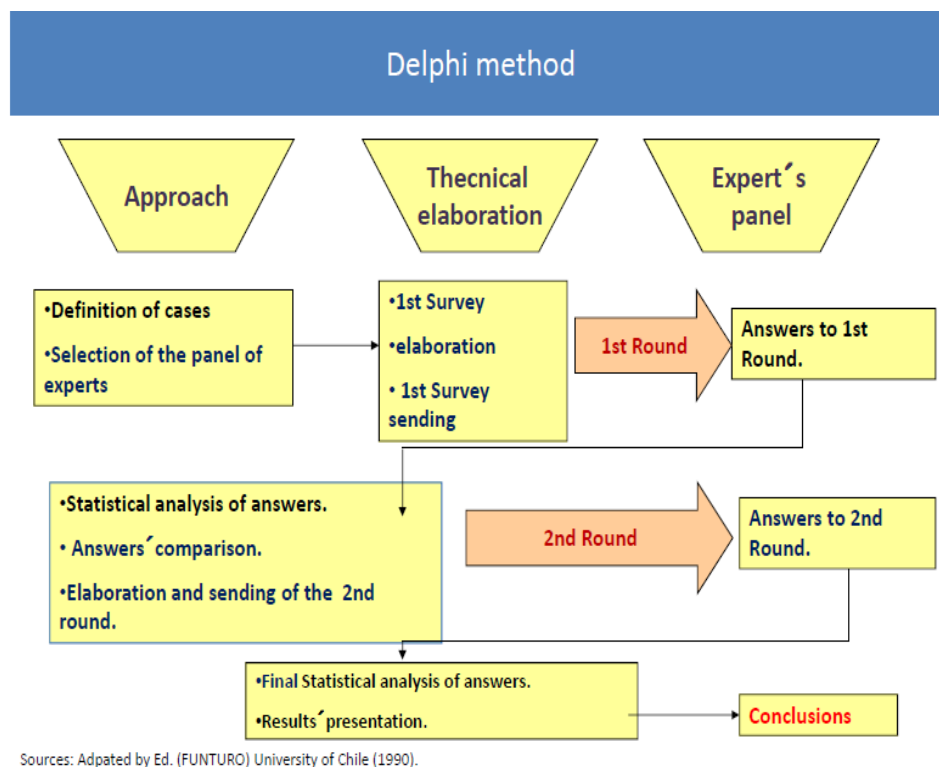 Delphi method
Approach
Thecnical
elaboration
Expert´s
panel
•Definition of cases
•Selection of the panel of
experts
•1st Survey
•elaboration
• 1st Survey
sending
1st Round
Answers to 1st
Round.
•Statistical analysis of answers.
• Answers´comparison.
•Elaboration and sending of the 2nd
round.
2nd Round
Answers to 2nd
Round.
•Final Statistical analysis of answers.
•Results´presentation.
Conclusions
Sources: Adpated by Ed. (FUNTURO) University of Chile (1990).